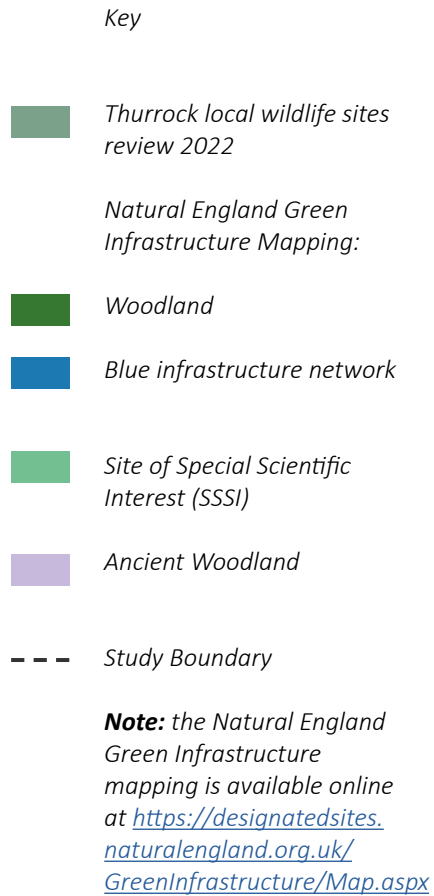 Key
Thurrock local wildlife sites
review 2022
Natural England Green
Infrastructure Mapping:
Woodland
Blue infrastructure network
Site of Special Scientific
Interest (SSSI)
Ancient Woodland
Study Boundary
Note: the Natural England
Green Infrastructure
mapping is available online
at https://designatedsites.
naturalengland.org.uk/
GreenInfrastructure/Map.aspx